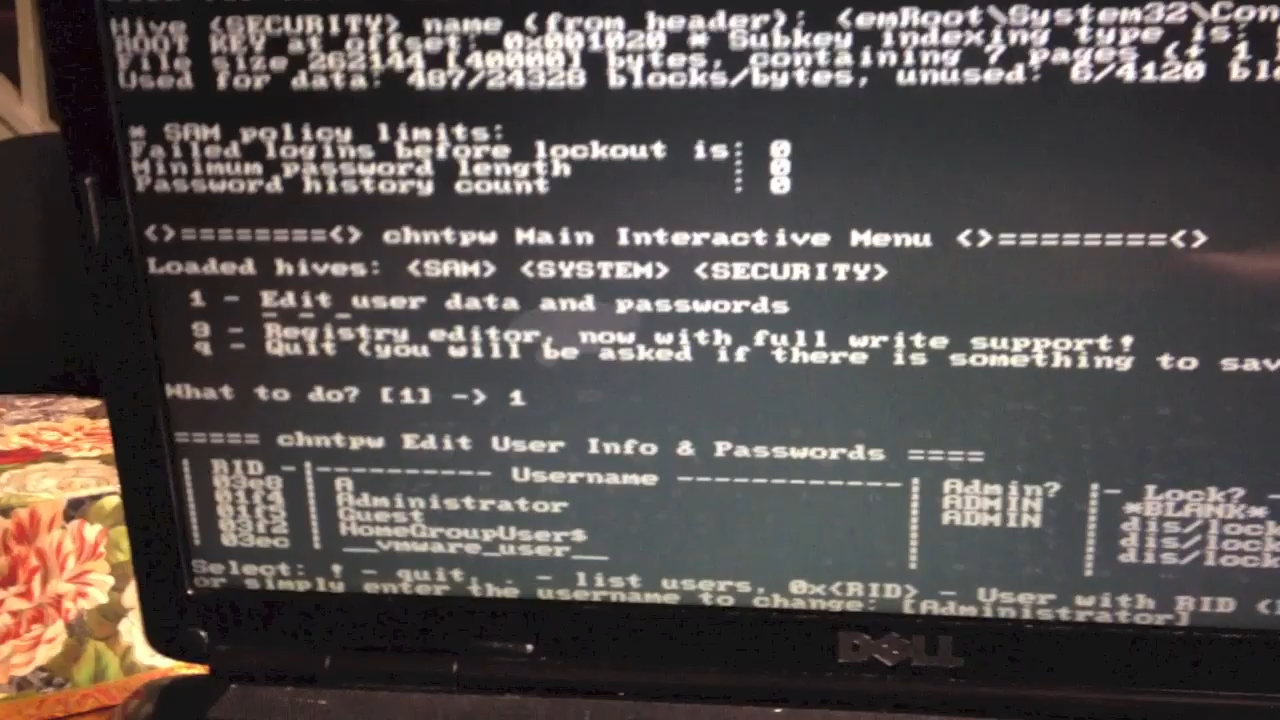 Hive <SECURITY> name (from header): <emRoot\System32\Con
ROOT KEY at offset: 0x001020 * Subkey indexing type is:
File size 262144 [40000] bytes, containing 7 pages (+ 1
Used for data: 487/24328 blocks/bytes, unused: 6/4120 blo
* SAM policy limits:
Failed logins before lockout is: 0
Minimum password length : 0
Password history count : 0
<>========<> chntpw Main Interactive Menu <>========<>
Loaded hives: <SAM> <SYSTEM> <SECURITY>
1 - Edit user data and passwords
- - -
9 - Registry editor, now with full write support!
q - Quit (you will be asked if there is something to sav
What to do? [1] -> 1
===== chntpw Edit User Info & Passwords ====
| RID -|---------- Username ------------| Admin? |- Lock? -
| 03e8 | A | ADMIN | *BLANK*
| 01f4 | Administrator | ADMIN | dis/lock
| 01f5 | Guest | | dis/lock
| 03f2 | HomeGroupUser$ | |
| 03ec | __vmware_user__ | | dis/lock
Select: ! - quit, . - list users, 0x<RID> - User with RID <
or simply enter the username to change: [Administrator]
DELL